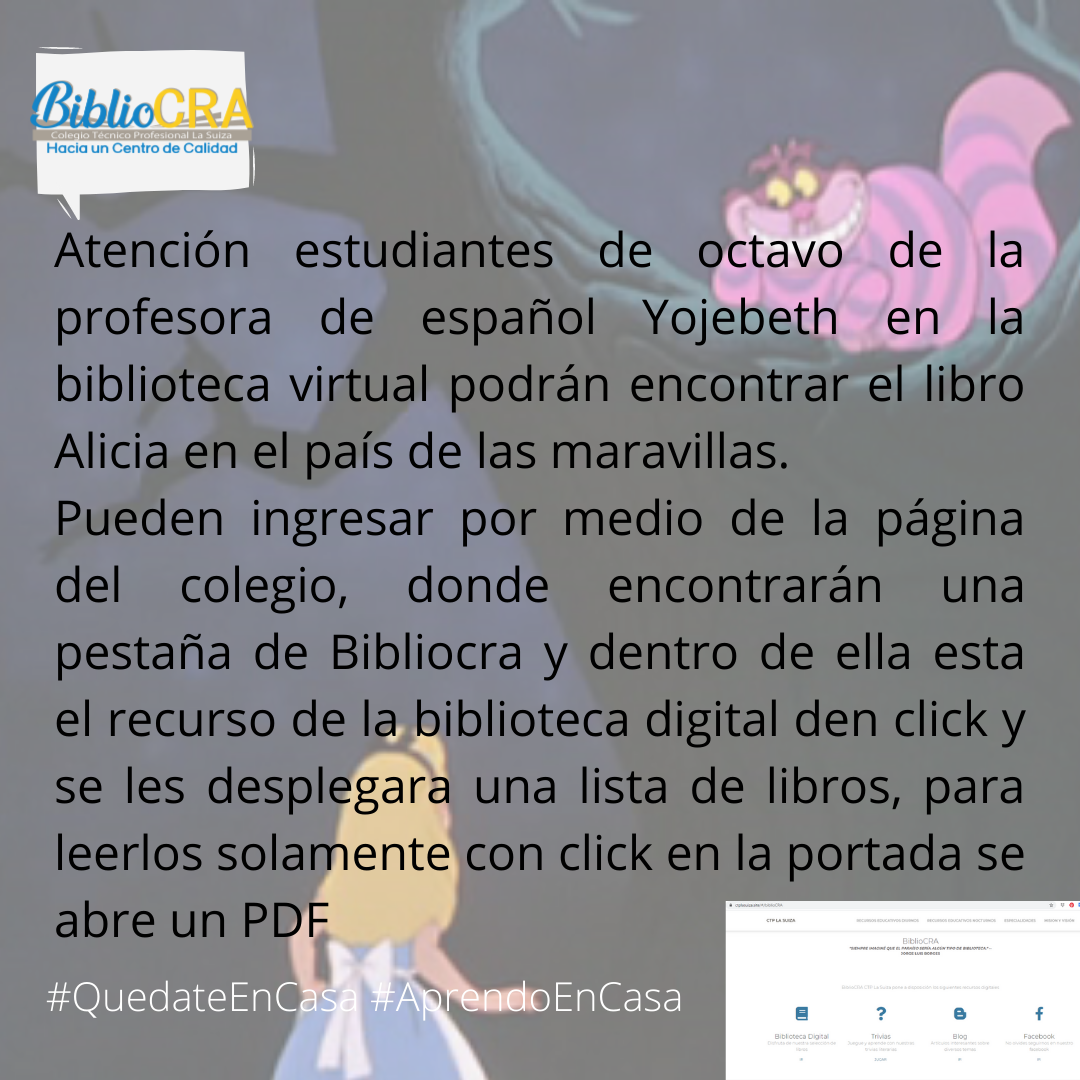 BiblioCRA
Colegio Técnico Profesional La Suiza
Hacia un Centro de Calidad
Atención estudiantes de octavo de la
profesora de español Yojebeth en la
biblioteca virtual podrán encontrar el libro
Alicia en el país de las maravillas.
Pueden ingresar por medio de la página
del colegio, donde encontrarán una
pestaña de Bibliocra y dentro de ella esta
el recurso de la biblioteca digital den click y
se les desplegara una lista de libros, para
leerlos solamente con click en la portada se
abre un PDF
#QuedateEnCasa #AprendoEnCasa
CTP LA SUIZA
BiblioCRA
"SIEMPRE IMAGINÉ QUE EL PARAÍSO SERÍA ALGÚN TIPO DE BIBLIOTECA."
JORGE LUIS BORGES
Biblioteca Digital Trivias Blog Facebook